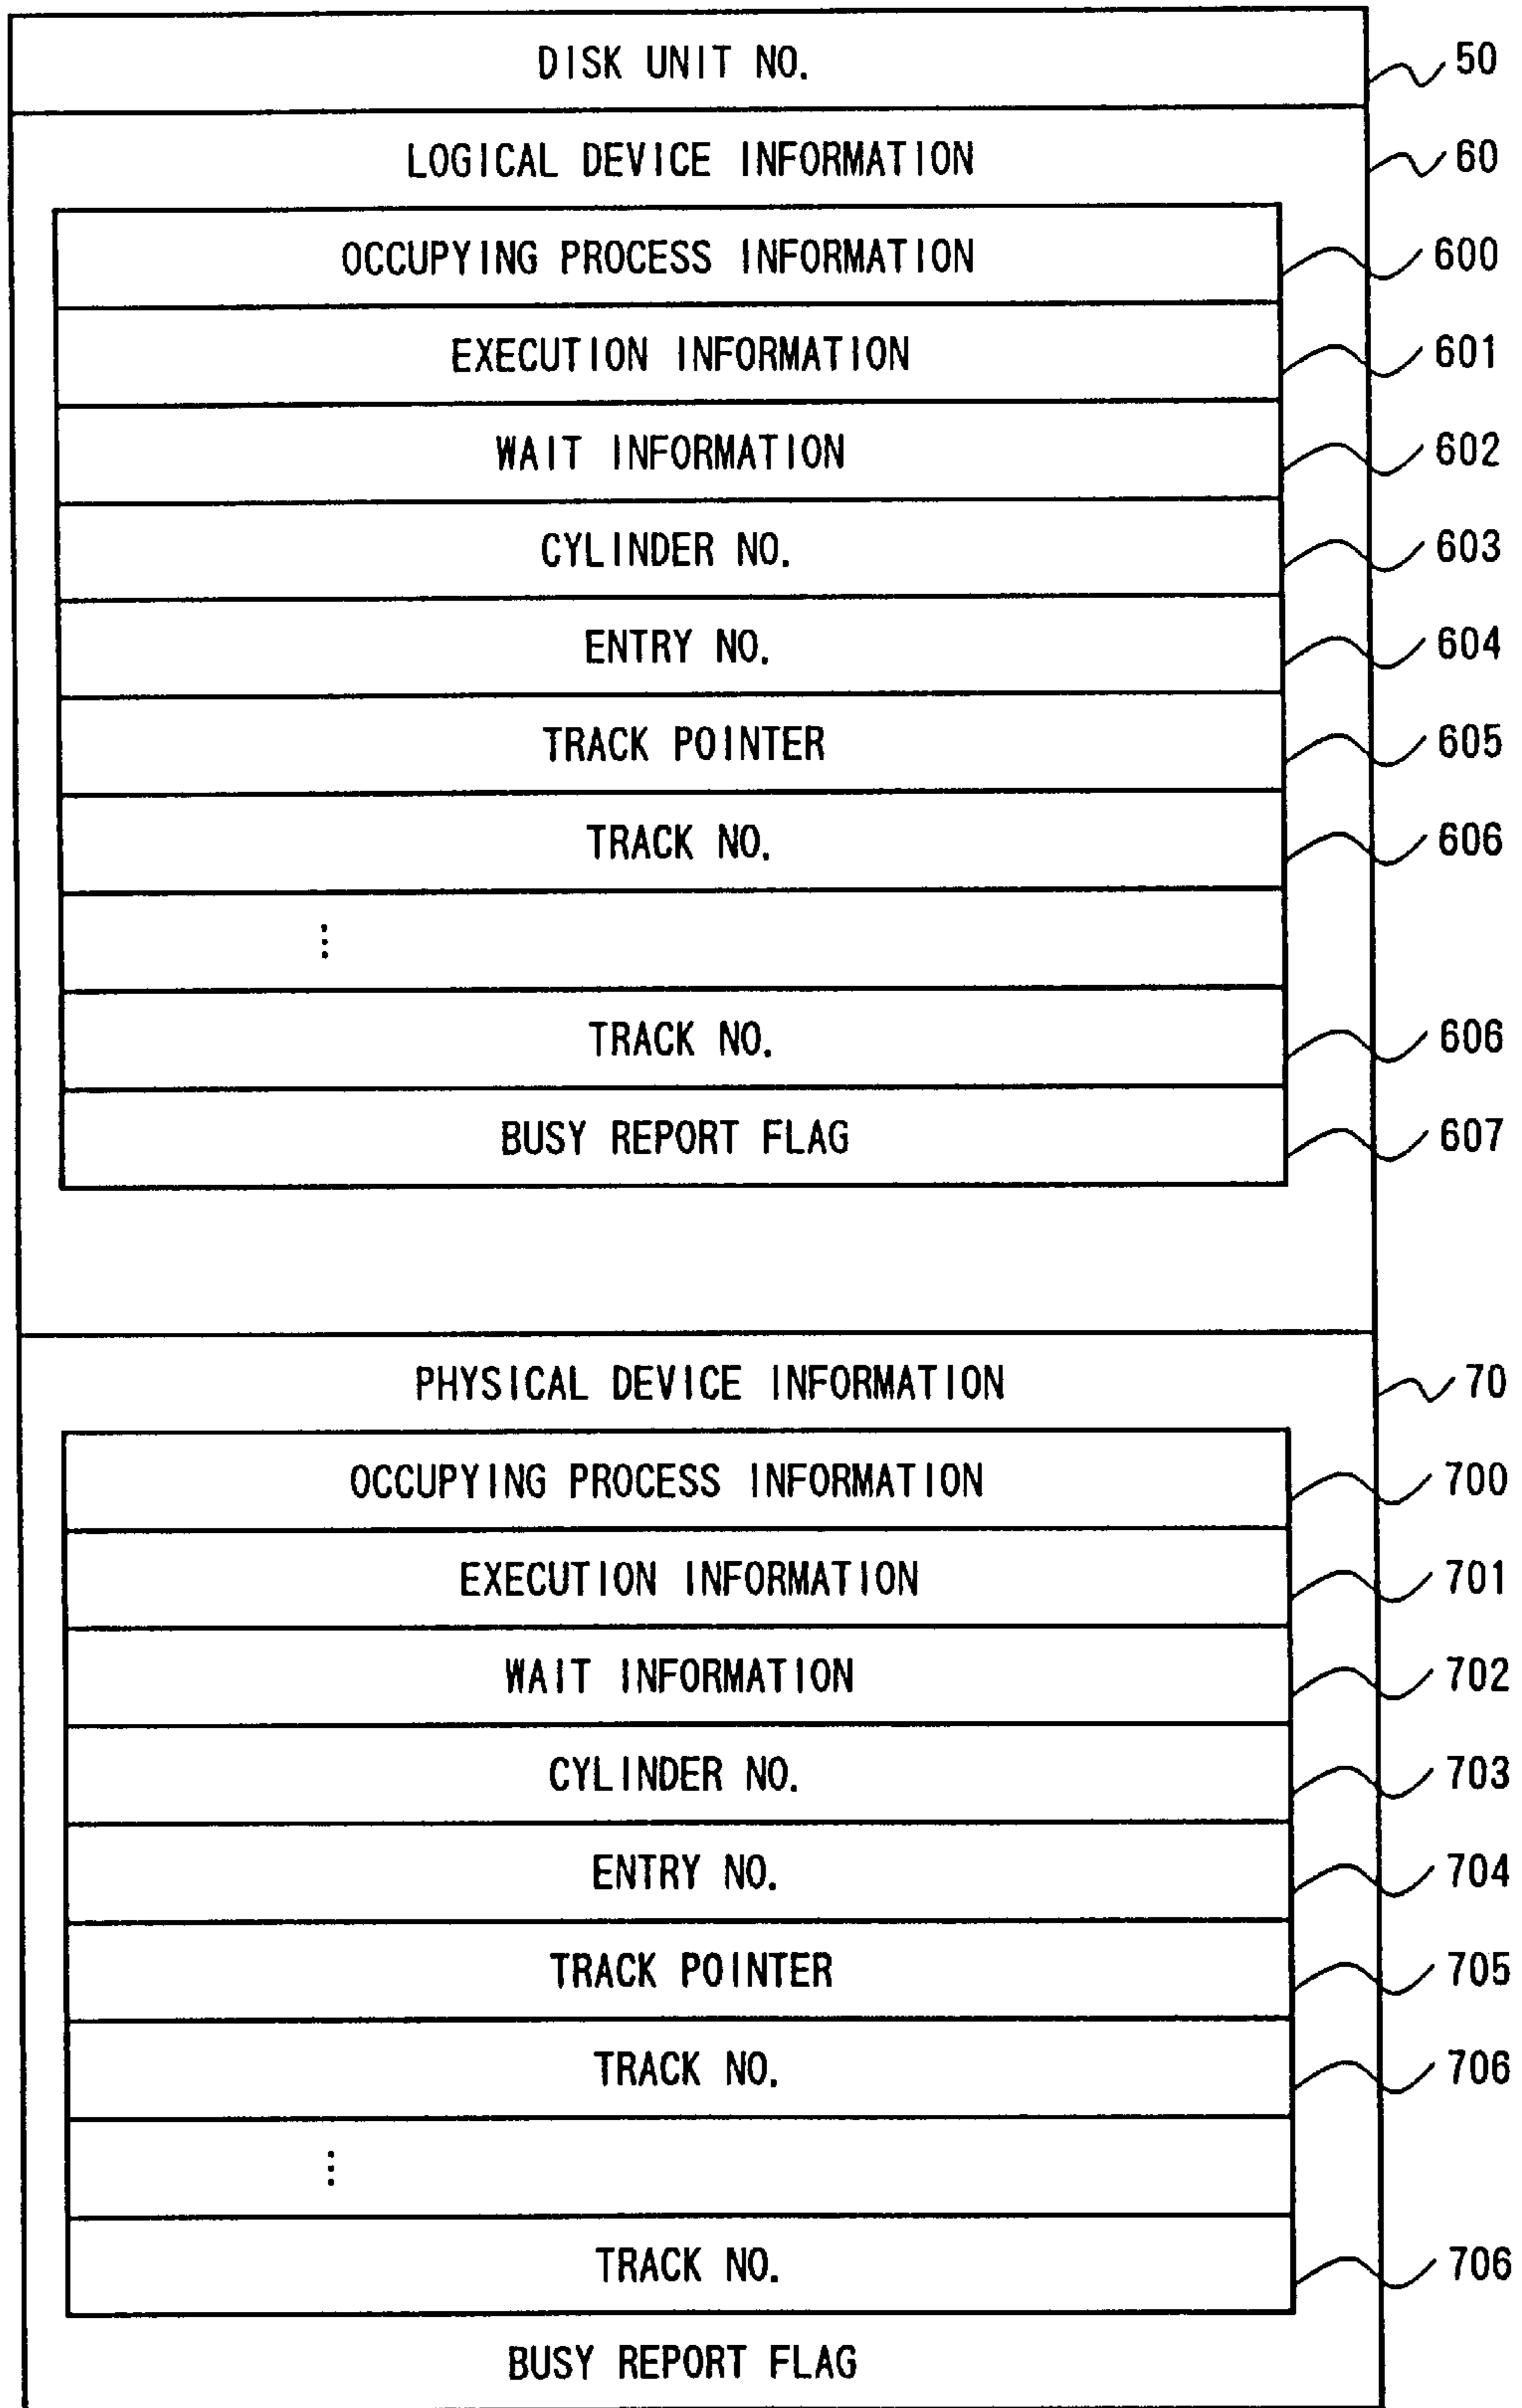 DISK UNIT NO. 50
LOGICAL DEVICE INFORMATION 60
OCCUPYING PROCESS INFORMATION 600
EXECUTION INFORMATION 601
WAIT INFORMATION 602
CYLINDER NO. 603
ENTRY NO. 604
TRACK POINTER 605
TRACK NO. 606
⋮
TRACK NO. 606
BUSY REPORT FLAG 607
PHYSICAL DEVICE INFORMATION 70
OCCUPYING PROCESS INFORMATION 700
EXECUTION INFORMATION 701
WAIT INFORMATION 702
CYLINDER NO. 703
ENTRY NO. 704
TRACK POINTER 705
TRACK NO. 706
⋮
TRACK NO. 706
BUSY REPORT FLAG